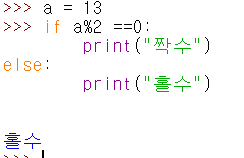 >>> a = 13
>>> if a%2 ==0:
        print("짝수")
else:
        print("홀수")
홀수
>>>